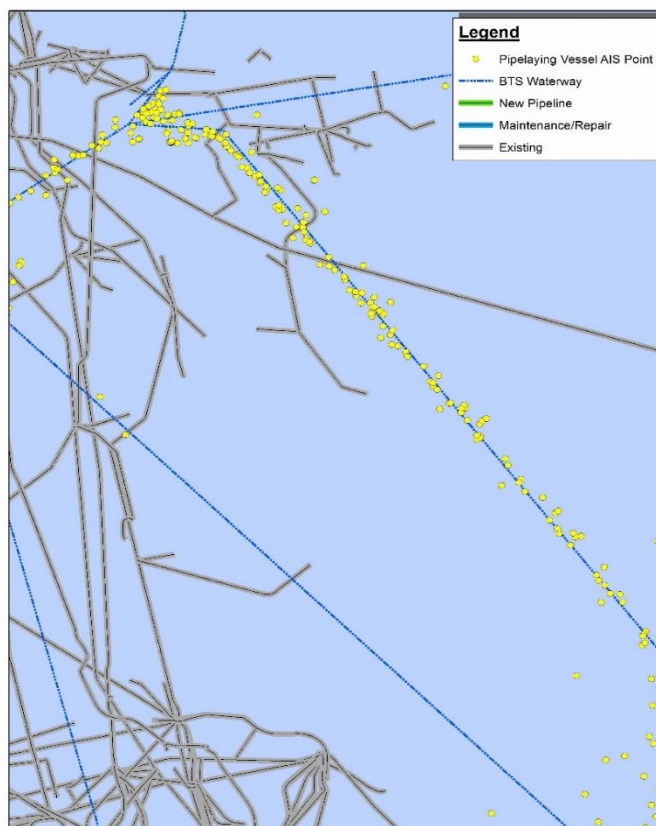 Legend
Pipelaying Vessel AIS Point
BTS Waterway
New Pipeline
Maintenance/Repair
Existing